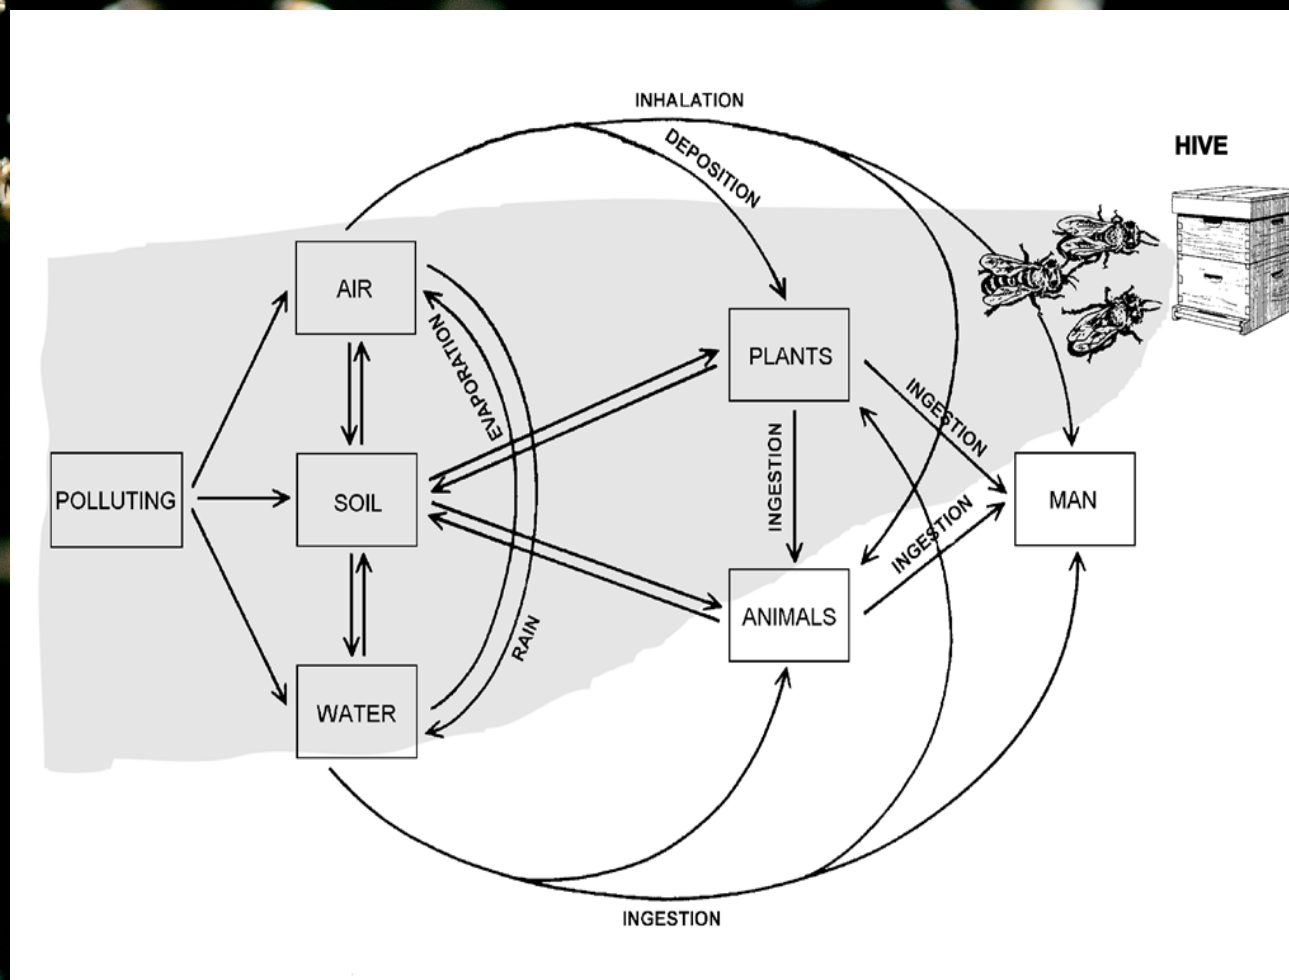 INHALATION
DEPOSITION
HIVE
AIR
EVAPORATION
PLANTS
INGESTION
INGESTION
POLLUTING
SOIL
MAN
INGESTION
ANIMALS
RAIN
WATER
INGESTION